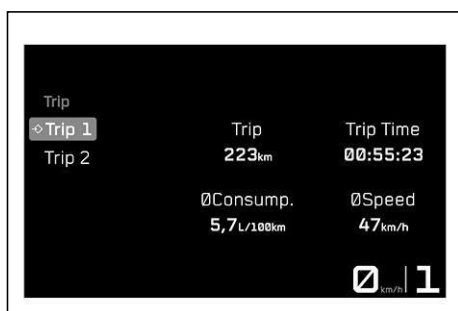 Trip
Trip 1
Trip 2
Trip
223km
Trip Time
00:55:23
ØConsump.
5,7L/100km
ØSpeed
47km/h
0km/h 1